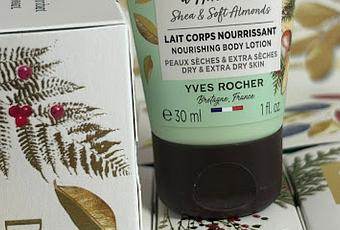 Shea & Soft Almonds
LAIT CORPS NOURRISSANT
NOURISHING BODY LOTION
PEAUX SÈCHES & EXTRA SÈCHES
DRY & EXTRA DRY SKIN
YVES ROCHER
Bretagne, France
℮ 30 ml
1 fl. oz